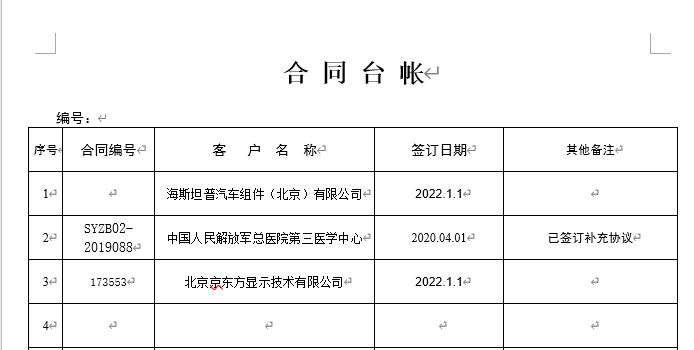 合 同 台 帐
编号：
序号 合同编号 客 户 名 称 签订日期 其他备注
1 海斯坦普汽车组件（北京）有限公司 2022.1.1
2 SYZB02-
2019088 中国人民解放军总医院第三医学中心 2020.04.01 已签订补充协议
3 173553 北京京东方显示技术有限公司 2022.1.1
4